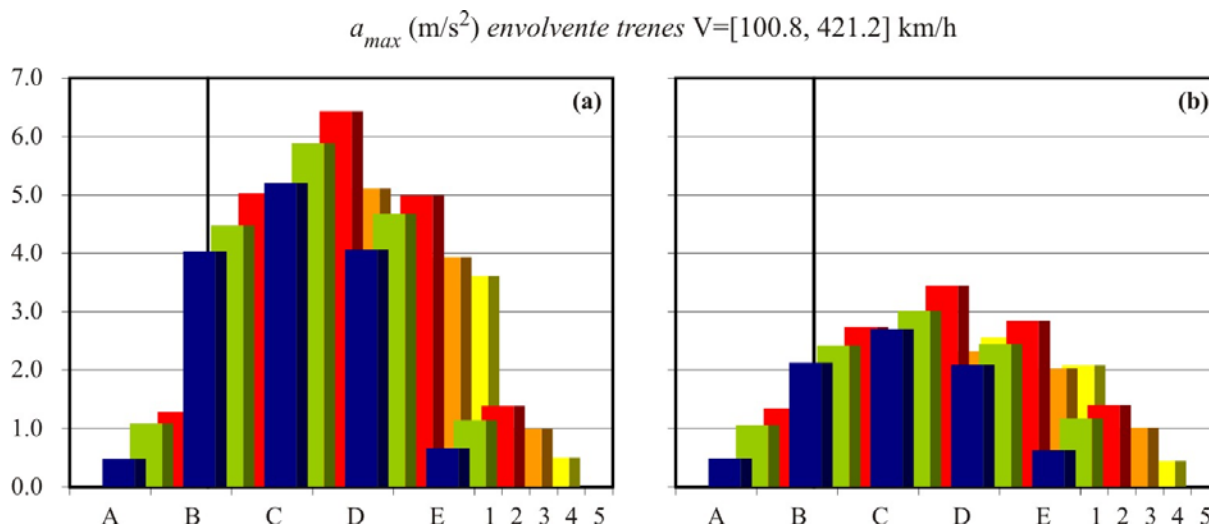 a_max (m/s²) envolvente trenes V=[100.8, 421.2] km/h
7.0
6.0
5.0
4.0
3.0
2.0
1.0
0.0
(a)
A B C D E 1 2 3 4 5
(b)
A B C D E 1 2 3 4 5